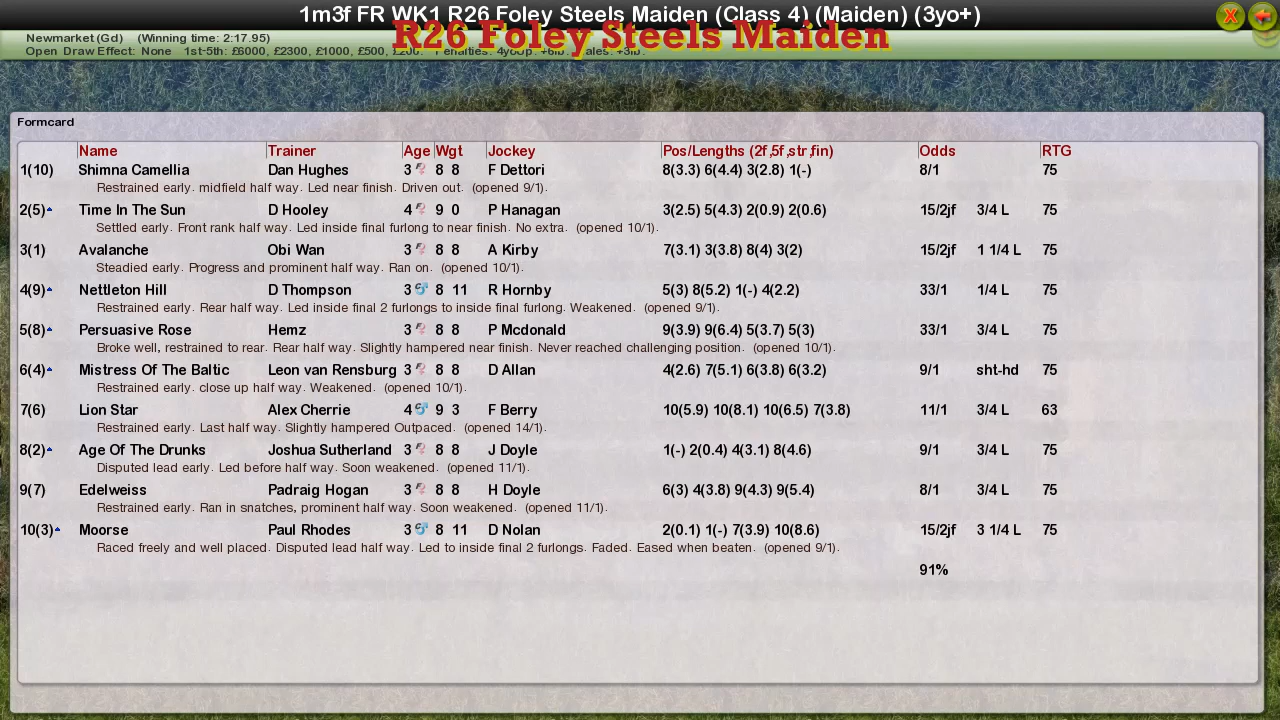 1m3f FR WK1 R26 Foley Steels Maiden (Class 4) (Maiden) (3yo+)
R26 Foley Steels Maiden
Newmarket (Gd) (Winning time: 2:17.95)
Open Draw Effect: None 1st-5th: £6000, £2300, £1000, £500, £200. Penalties: 4yoUp: +6lb.
Formcard
Name Trainer Age Wgt Jockey Pos/Lengths (2f,5f,str,fin) Odds RTG
1(10) Shimna Camellia Dan Hughes 3 8 8 F Dettori 8(3.3) 6(4.4) 3(2.8) 1(-) 8/1 75
Restrained early. midfield half way. Led near finish. Driven out. (opened 9/1).
2(5) Time In The Sun D Hooley 4 9 0 P Hanagan 3(2.5) 5(4.3) 2(0.9) 2(0.6) 15/2jf 3/4 L 75
Settled early. Front rank half way. Led inside final furlong to near finish. No extra. (opened 10/1).
3(1) Avalanche Obi Wan 3 8 8 A Kirby 7(3.1) 3(3.8) 8(4) 3(2) 15/2jf 1 1/4 L 75
Steadied early. Progress and prominent half way. Ran on. (opened 10/1).
4(9) Nettleton Hill D Thompson 3 8 11 R Hornby 5(3) 8(5.2) 1(-) 4(2.2) 33/1 1/4 L 75
Restrained early. Rear half way. Led inside final 2 furlongs to inside final furlong. Weakened. (opened 9/1).
5(8) Persuasive Rose Hemz 3 8 8 P Mcdonald 9(3.9) 9(6.4) 5(3.7) 5(3) 33/1 3/4 L 75
Broke well, restrained to rear. Rear half way. Slightly hampered near finish. Never reached challenging position. (opened 10/1).
6(4) Mistress Of The Baltic Leon van Rensburg 3 8 8 D Allan 4(2.6) 7(5.1) 6(3.8) 6(3.2) 9/1 sht-hd 75
Restrained early. close up half way. Weakened. (opened 10/1).
7(6) Lion Star Alex Cherrie 4 9 3 F Berry 10(5.9) 10(8.1) 10(6.5) 7(3.8) 11/1 3/4 L 63
Restrained early. Last half way. Slightly hampered Outpaced. (opened 14/1).
8(2) Age Of The Drunks Joshua Sutherland 3 8 8 J Doyle 1(-) 2(0.4) 4(3.1) 8(4.6) 9/1 3/4 L 75
Disputed lead early. Led before half way. Soon weakened. (opened 11/1).
9(7) Edelweiss Padraig Hogan 3 8 8 H Doyle 6(3) 4(3.8) 9(4.3) 9(5.4) 8/1 3/4 L 75
Restrained early. Ran in snatches, prominent half way. Soon weakened. (opened 11/1).
10(3) Moorse Paul Rhodes 3 8 11 D Nolan 2(0.1) 1(-) 7(3.9) 10(8.6) 15/2jf 3 1/4 L 75
Raced freely and well placed. Disputed lead half way. Led to inside final 2 furlongs. Faded. Eased when beaten. (opened 9/1).
91%